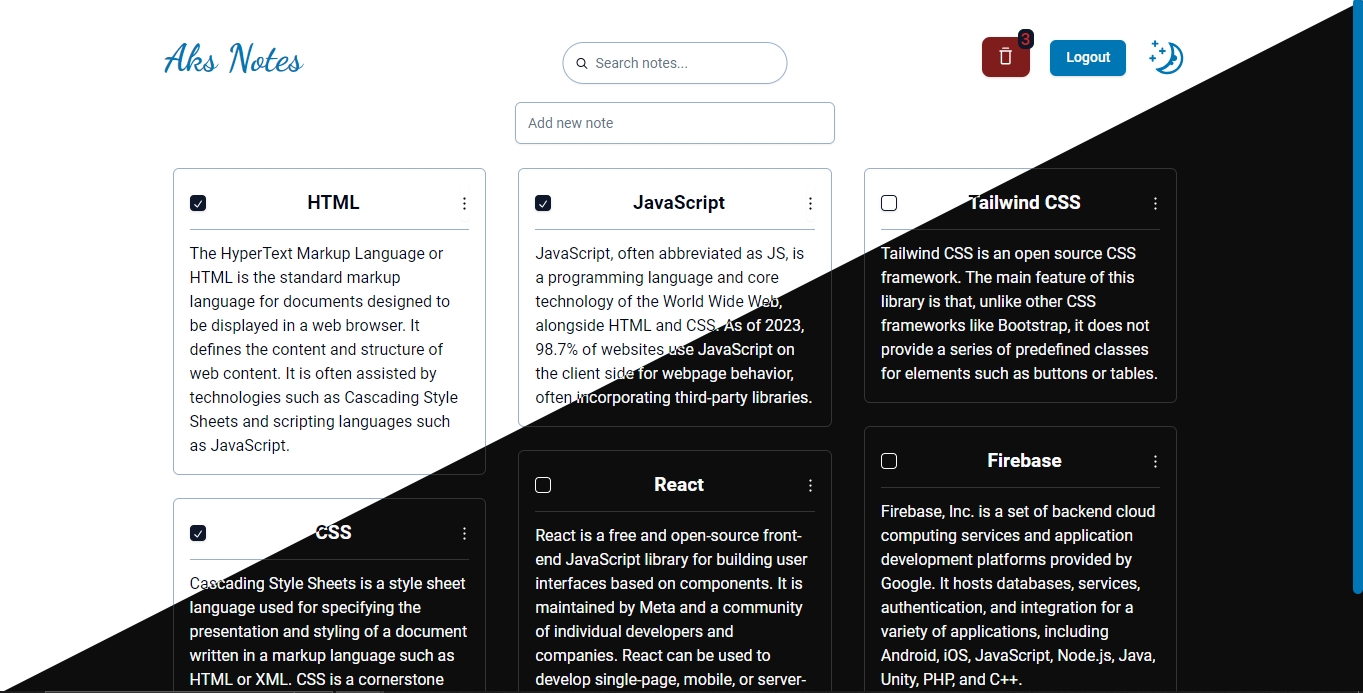 Aks Notes
Search notes...
3
Logout
Add new note
HTML
The HyperText Markup Language or
HTML is the standard markup
language for documents designed to
be displayed in a web browser. It
defines the content and structure of
web content. It is often assisted by
technologies such as Cascading Style
Sheets and scripting languages such
as JavaScript.
CSS
Cascading Style Sheets is a style sheet
language used for specifying the
presentation and styling of a document
written in a markup language such as
HTML or XML. CSS is a cornerstone
JavaScript
JavaScript, often abbreviated as JS, is
a programming language and core
technology of the World Wide Web,
alongside HTML and CSS. As of 2023,
98.7% of websites use JavaScript on
the client side for webpage behavior,
often incorporating third-party libraries.
React
React is a free and open-source front-
end JavaScript library for building user
interfaces based on components. It is
maintained by Meta and a community
of individual developers and
companies. React can be used to
develop single-page, mobile, or server-
Tailwind CSS
Tailwind CSS is an open source CSS
framework. The main feature of this
library is that, unlike other CSS
frameworks like Bootstrap, it does not
provide a series of predefined classes
for elements such as buttons or tables.
Firebase
Firebase, Inc. is a set of backend cloud
computing services and application
development platforms provided by
Google. It hosts databases, services,
authentication, and integration for a
variety of applications, including
Android, iOS, JavaScript, Node.js, Java,
Unity, PHP, and C++.